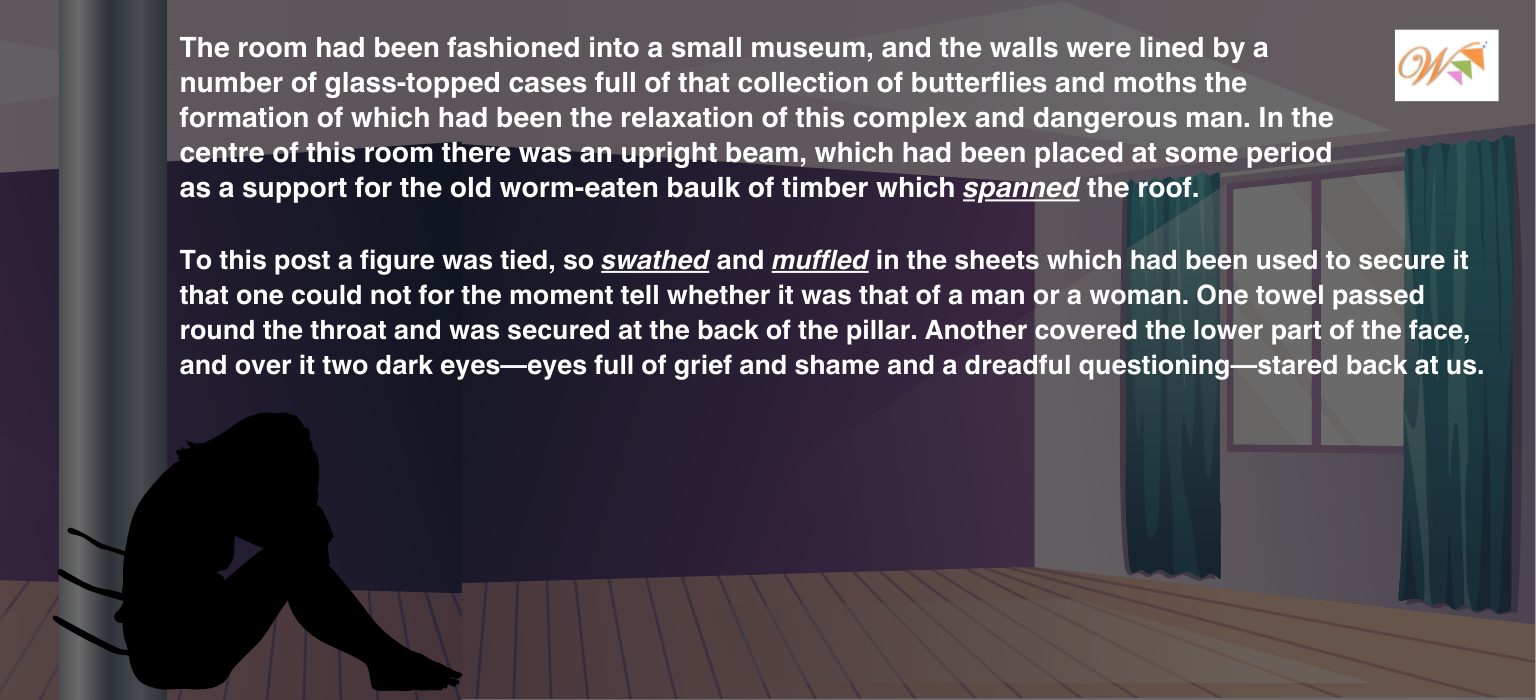 The room had been fashioned into a small museum, and the walls were lined by a
number of glass-topped cases full of that collection of butterflies and moths the
formation of which had been the relaxation of this complex and dangerous man. In the
centre of this room there was an upright beam, which had been placed at some period
as a support for the old worm-eaten baulk of timber which spanned the roof.
To this post a figure was tied, so swathed and muffled in the sheets which had been used to secure it
that one could not for the moment tell whether it was that of a man or a woman. One towel passed
round the throat and was secured at the back of the pillar. Another covered the lower part of the face,
and over it two dark eyes—eyes full of grief and shame and a dreadful questioning—stared back at us.
W